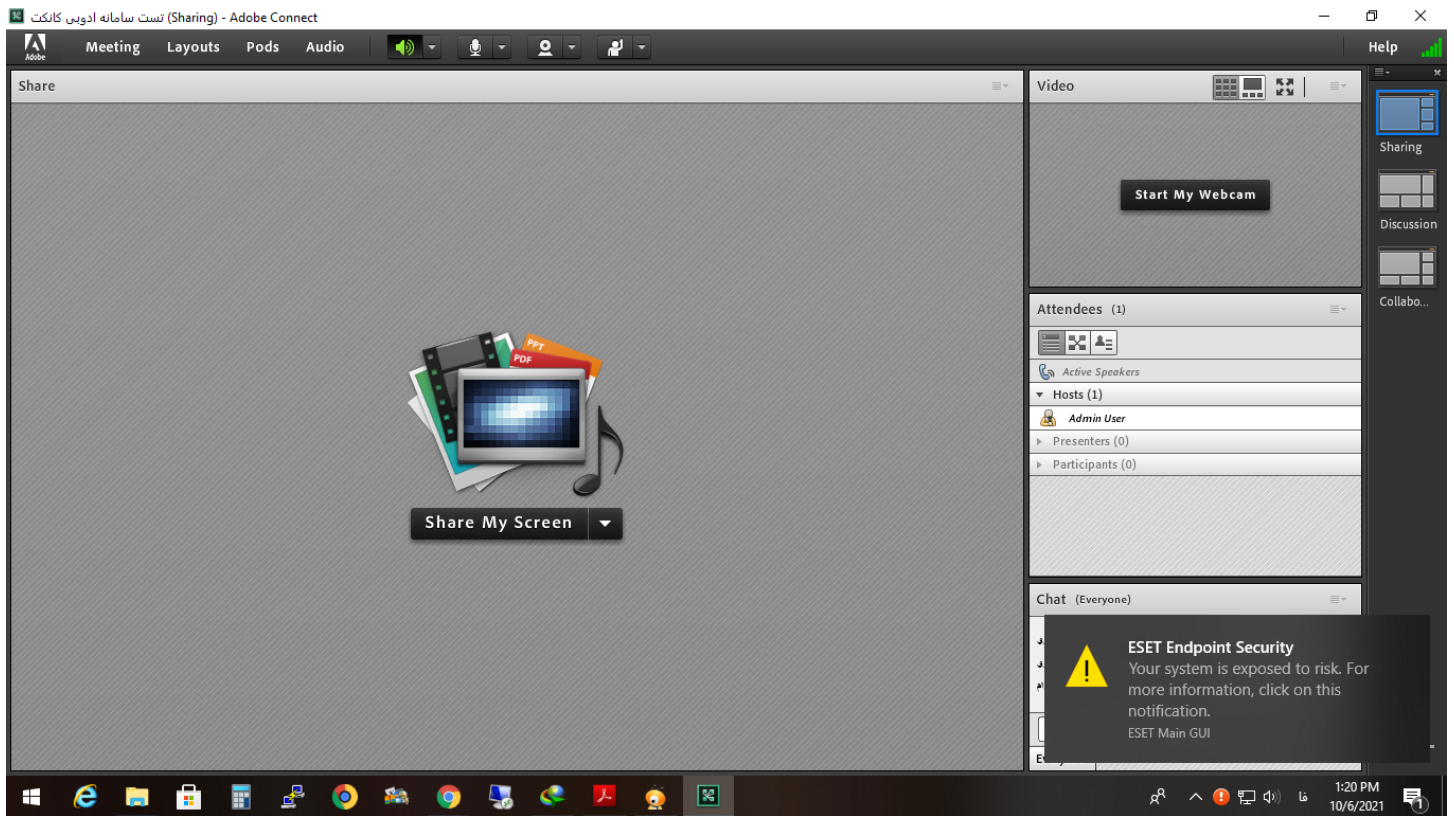 تست سامانه ادوبی کانکت (Sharing) - Adobe Connect
Adobe
Meeting Layouts Pods Audio
Help
Share
Video
Start My Webcam
Sharing
Discussion
Collabo...
Attendees (1)
Active Speakers
Hosts (1)
Admin User
Presenters (0)
Participants (0)
PPT
PDF
Share My Screen
Chat (Everyone)
ESET Endpoint Security
Your system is exposed to risk. For
more information, click on this
notification.
ESET Main GUI
فا
1:20 PM
10/6/2021
1